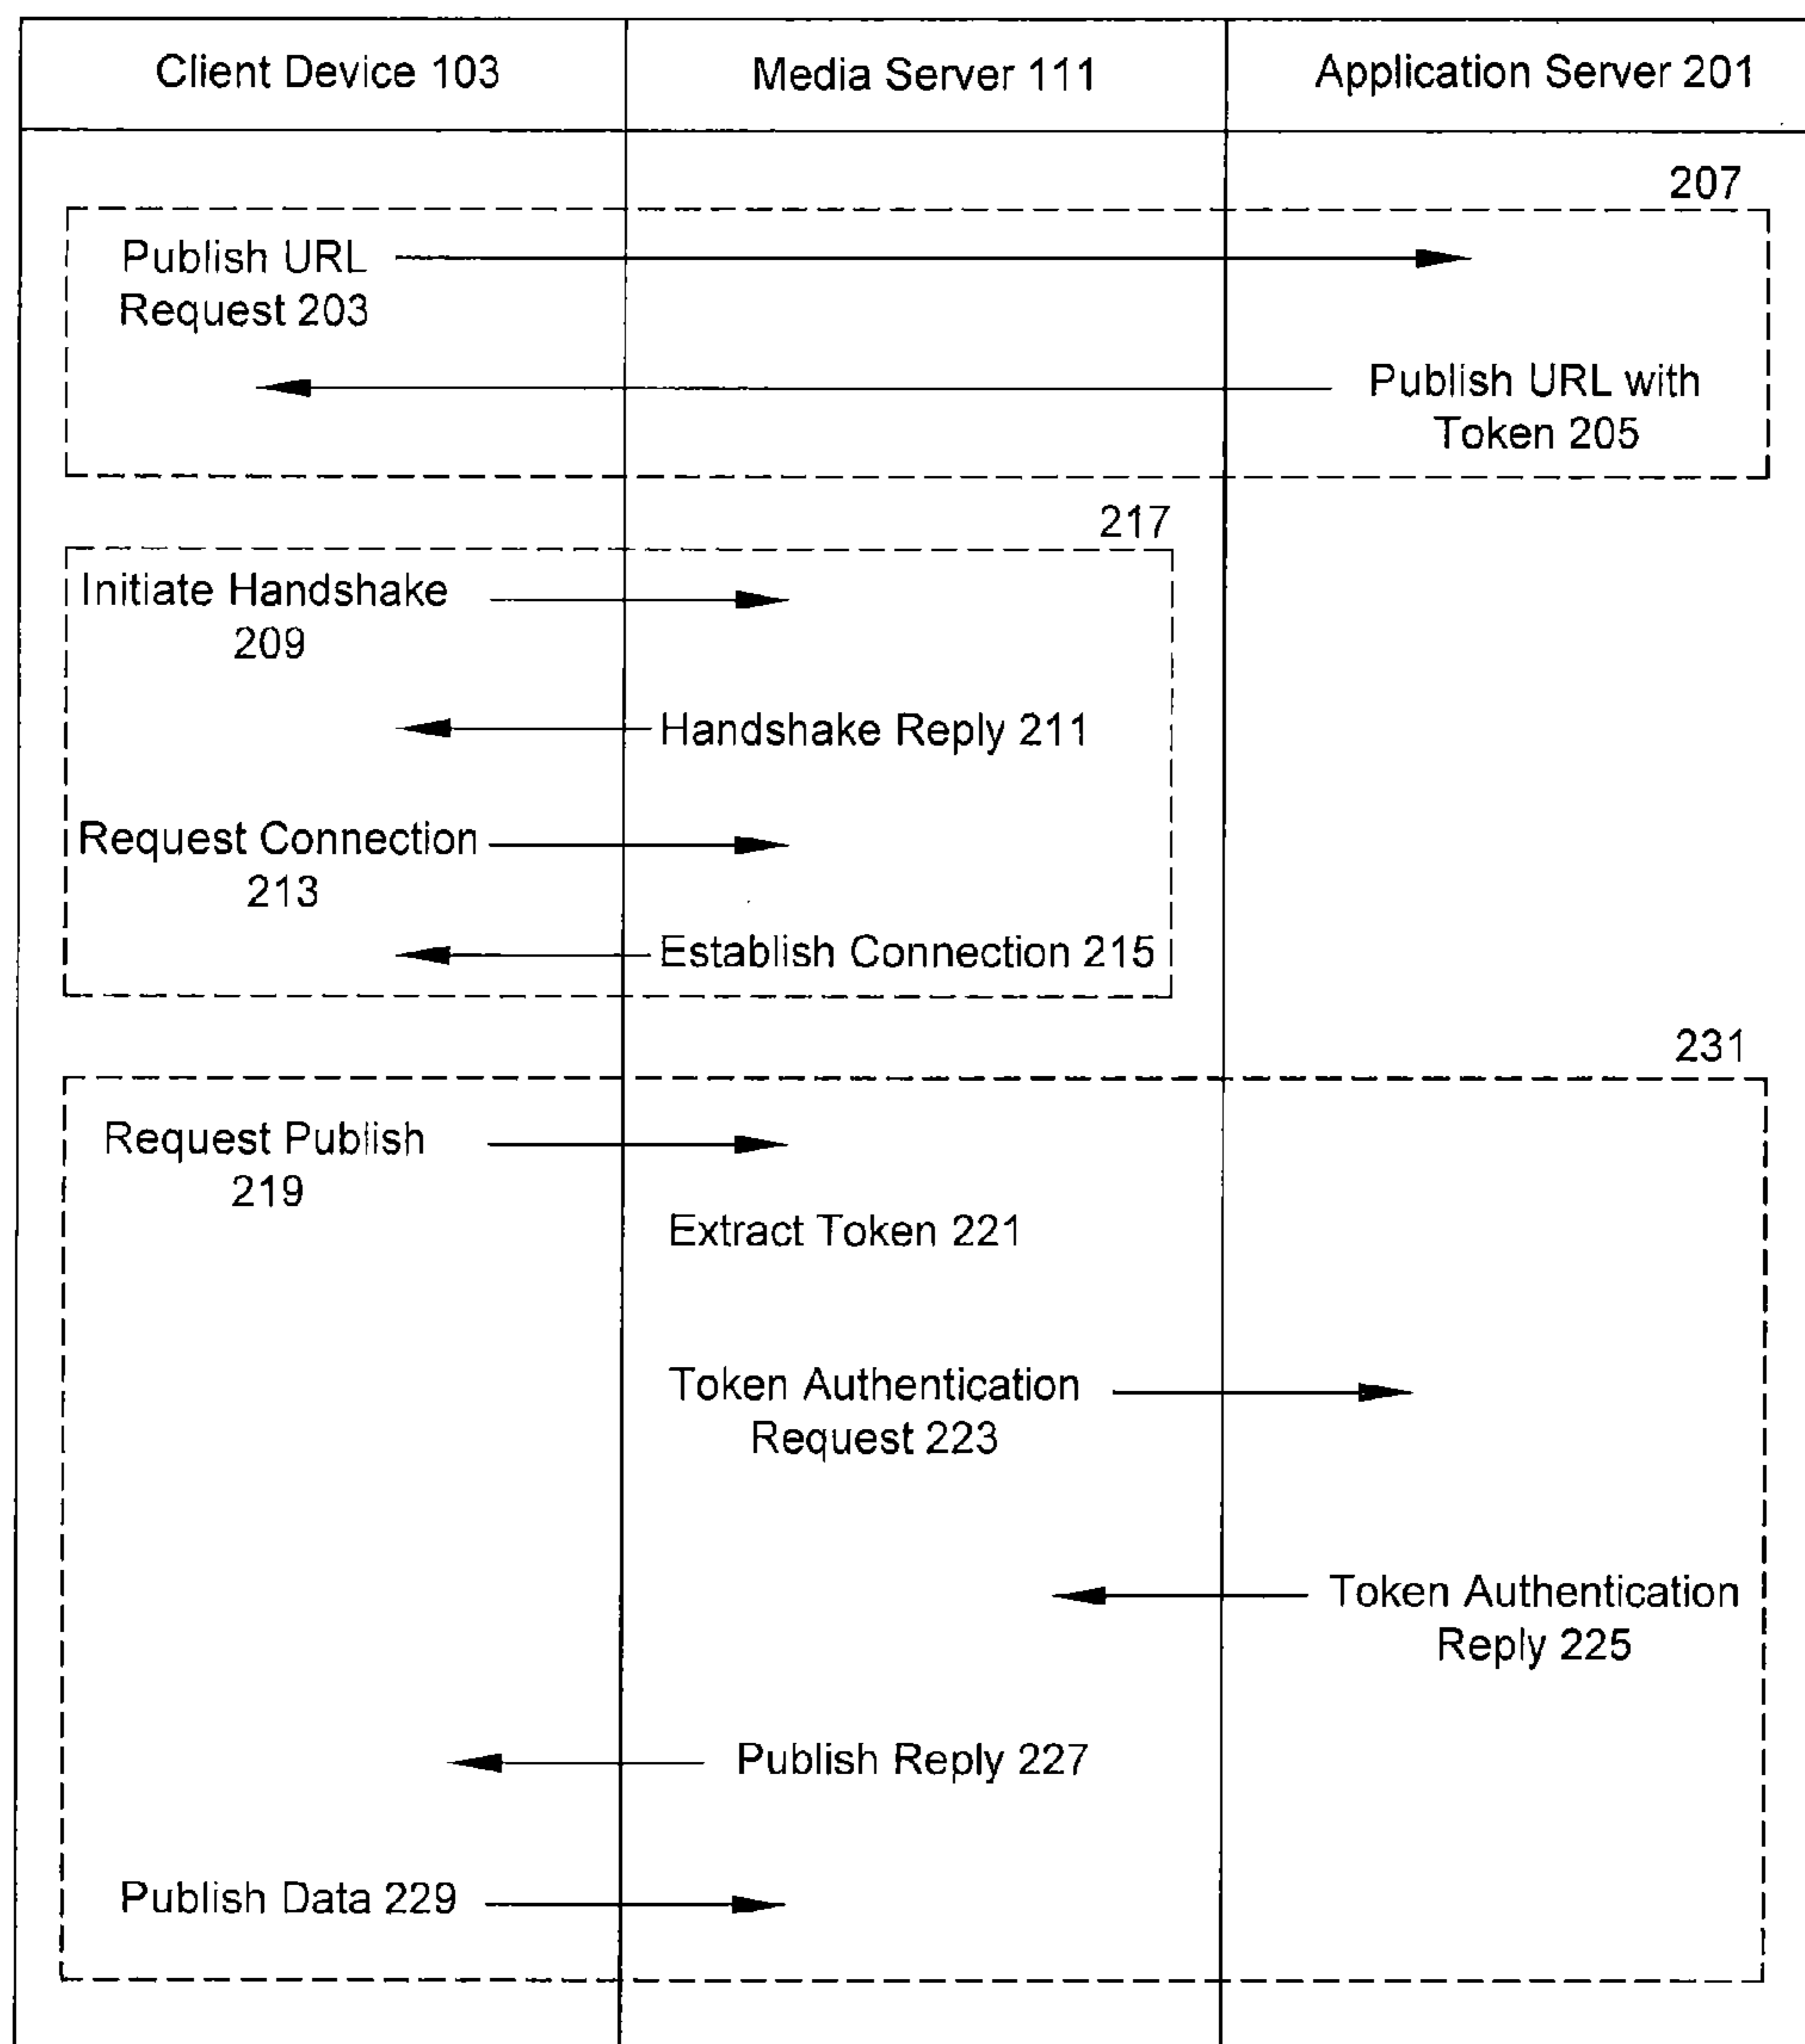 Client Device 103
Media Server 111
Application Server 201
207
Publish URL
Request 203
Publish URL with
Token 205
217
Initiate Handshake
209
Handshake Reply 211
Request Connection
213
Establish Connection 215
231
Request Publish
219
Extract Token 221
Token Authentication
Request 223
Token Authentication
Reply 225
Publish Reply 227
Publish Data 229